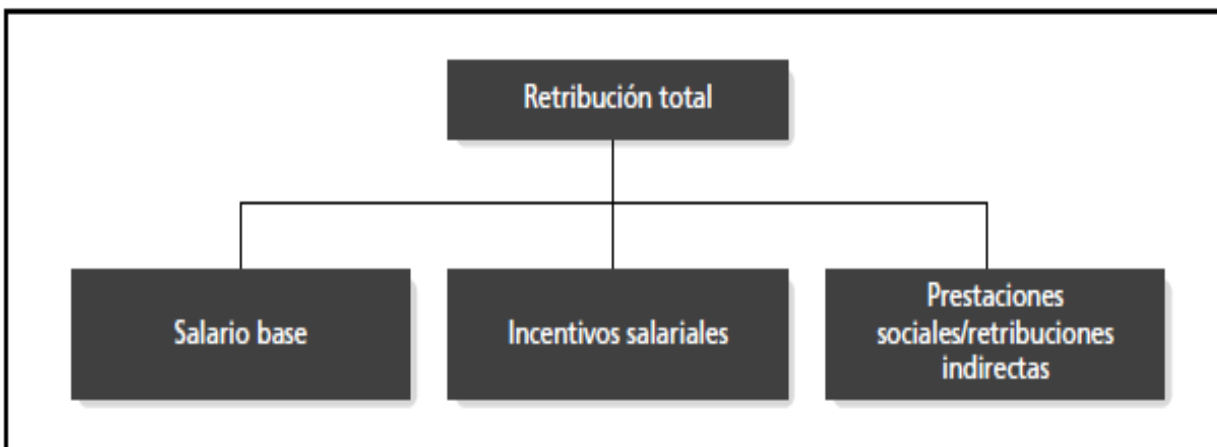 Retribución total
Salario base
Incentivos salariales
Prestaciones
sociales/retribuciones
indirectas